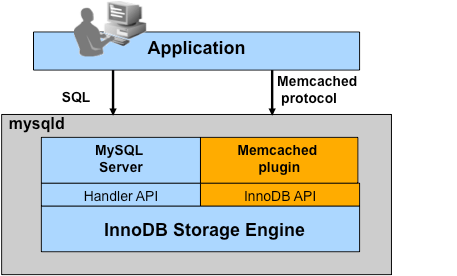 Application
SQL
Memcached
protocol
mysqld
MySQL
Server
Memcached
plugin
Handler API
InnoDB API
InnoDB Storage Engine